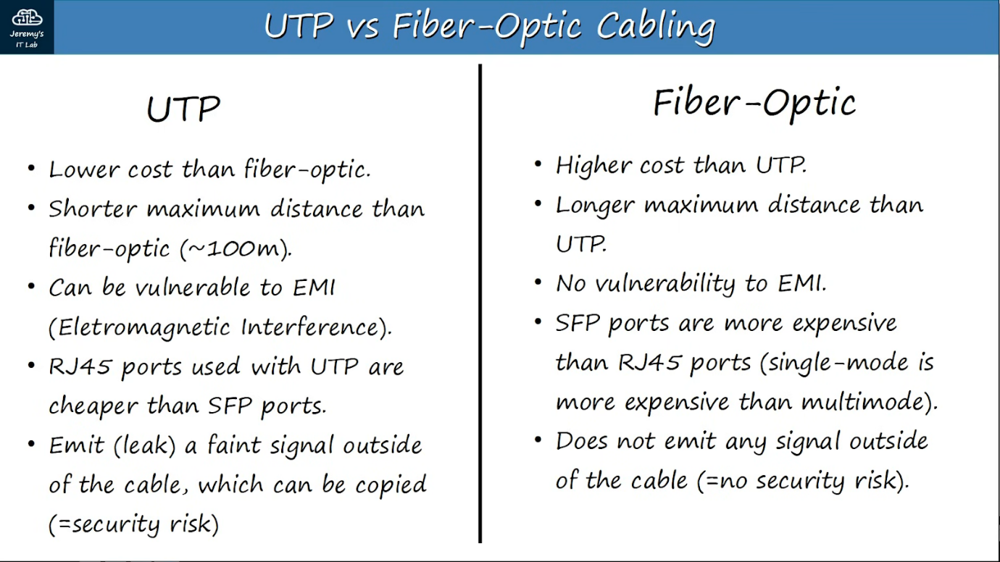 Jeremy's
IT Lab
UTP vs Fiber-Optic Cabling
UTP
• Lower cost than fiber-optic.
• Shorter maximum distance than
fiber-optic (~100m).
• Can be vulnerable to EMI
(Eletromagnetic Interference).
• RJ45 ports used with UTP are
cheaper than SFP ports.
• Emit (leak) a faint signal outside
of the cable, which can be copied
(=security risk)
Fiber-Optic
• Higher cost than UTP.
• Longer maximum distance than
UTP.
• No vulnerability to EMI.
• SFP ports are more expensive
than RJ45 ports (single-mode is
more expensive than multimode).
• Does not emit any signal outside
of the cable (=no security risk).